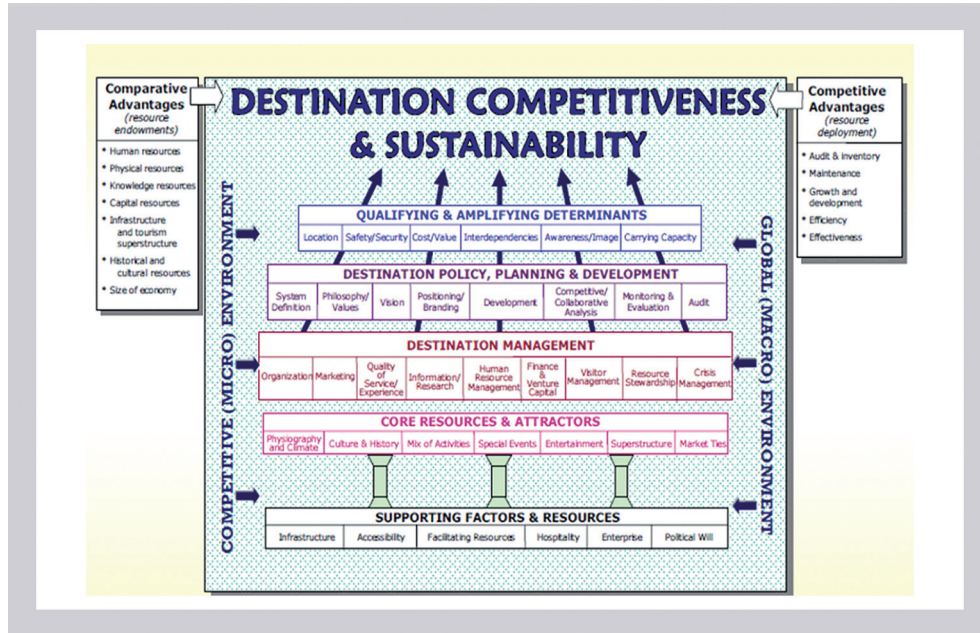 Comparative
Advantages
(resource
endowments)
* Human resources
* Physical resources
* Knowledge resources
* Capital resources
* Infrastructure
and tourism
superstructure
* Historical and
cultural resources
* Size of economy
DESTINATION COMPETITIVENESS
& SUSTAINABILITY
Competitive
Advantages
(resource
deployment)
* Audit & inventory
* Maintenance
* Growth and
development
* Efficiency
* Effectiveness
COMPETITIVE (MICRO) ENVIRONMENT
GLOBAL (MACRO) ENVIRONMENT
QUALIFYING & AMPLIFYING DETERMINANTS
Location Safety/Security Cost/Value Interdependencies Awareness/Image Carrying Capacity
DESTINATION POLICY, PLANNING & DEVELOPMENT
System
Definition
Philosophy/
Values
Vision
Positioning/
Branding
Development
Competitive/
Collaborative
Analysis
Monitoring &
Evaluation
Audit
DESTINATION MANAGEMENT
Organization
Marketing
Quality
of
Service/
Experience
Information/
Research
Human
Resource
Management
Finance
&
Venture
Capital
Visitor
Management
Resource
Stewardship
Crisis
Management
CORE RESOURCES & ATTRACTORS
Physiography
and Climate
Culture & History
Mix of Activities
Special Events
Entertainment
Superstructure
Market Ties
SUPPORTING FACTORS & RESOURCES
Infrastructure Accessibility Facilitating Resources Hospitality Enterprise Political Will